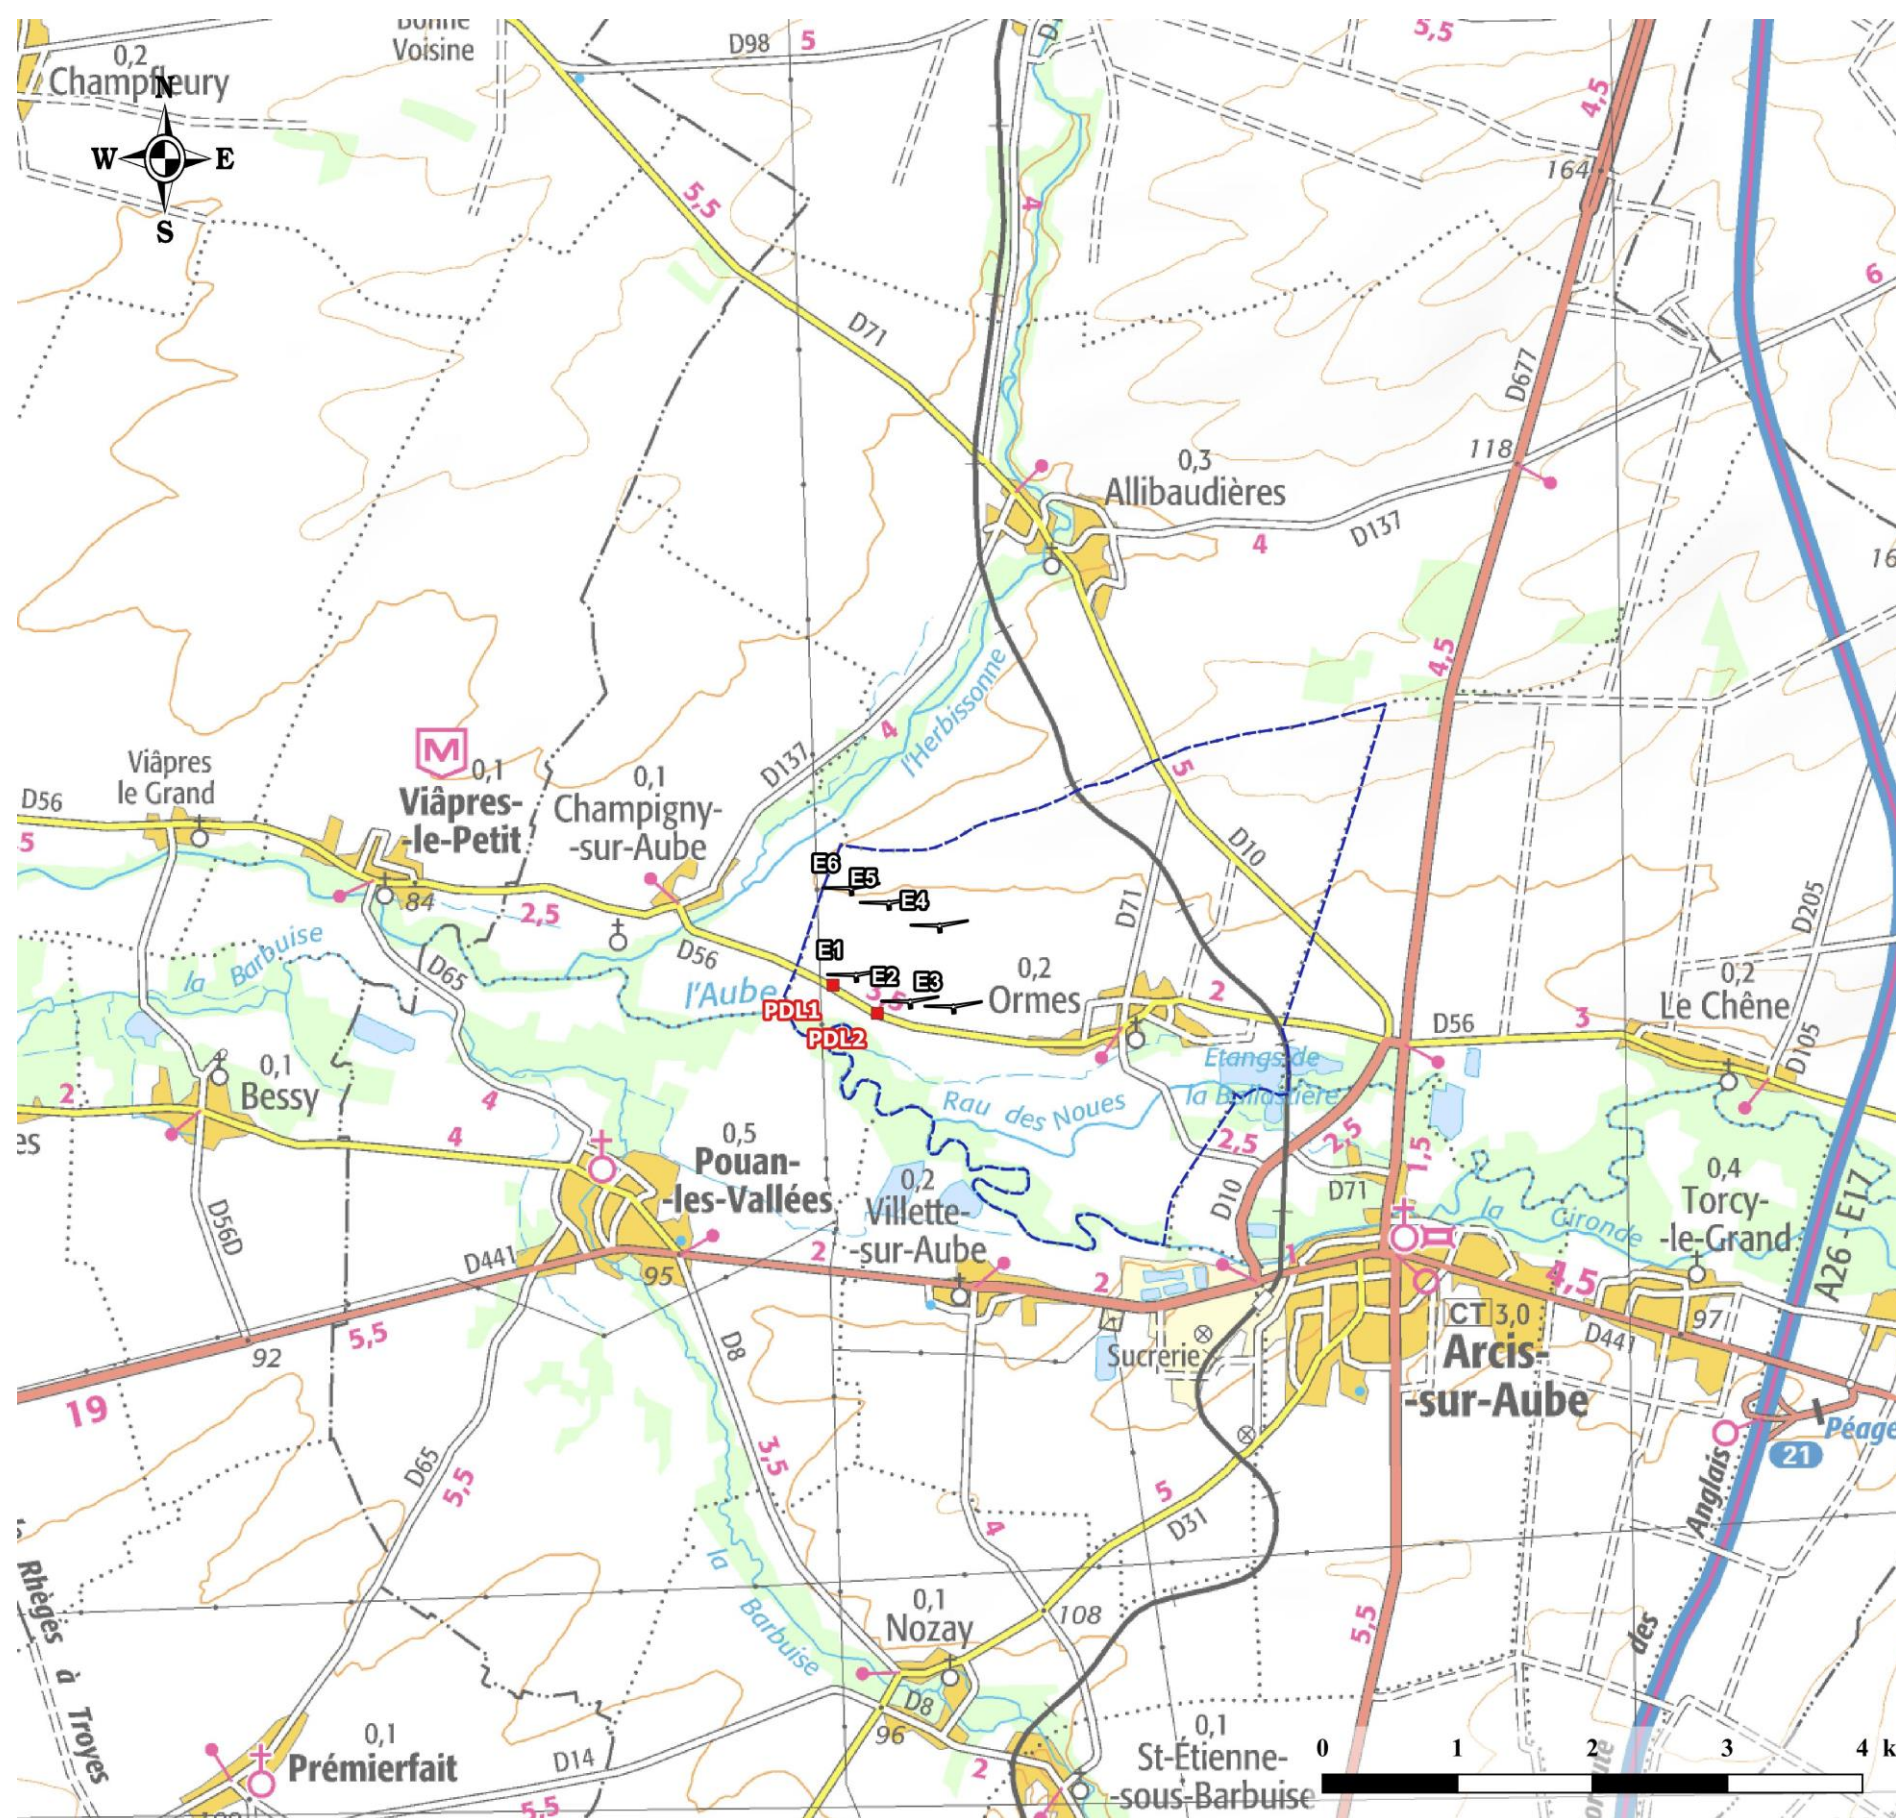 Bonne
Voisine
D98
5
5,5
0,2
Champfleury
N
W
E
S
4,5
164
5,5
4
6
D71
D677
118
0,3
Allibaudières
D137
4
16
4,5
l'Herbissonne
4
D137
5
Viâpres
le Grand
M
0,1
Viâpres-
-le-Petit
0,1
Champigny-
-sur-Aube
D56
5
84
2,5
D10
E6
E5
E4
D71
D205
la Barbuise
D65
D56
E1
E2
E3
3,5
l'Aube
PDL1
PDL2
0,2
Ormes
2
D56
3
0,2
Le Chêne
D105
Etangs de
la Ballastière
0,1
Bessy
2
es
4
4
Rau des Noues
2,5
2,5
1,5
0,5
Pouan-
-les-Vallées
0,2
Villette-
-sur-Aube
D10
D71
0,4
Torcy-
-le-Grand
la Gironde
A26 - E17
D56D
D441
95
2
2
1
4,5
CT 3,0
Arcis-
-sur-Aube
97
D441
92
5,5
D8
Sucrerie
19
Péage
21
D65
5,5
3,5
5
D31
4
Anglais
des
Rhèges à Troyes
la Barbuise
0,1
Nozay
108
5,5
D8
96
0,1
Prémierfait
D14
5,5
2
0,1
St-Étienne-
-sous-Barbuise
0 1 2 3 4 k